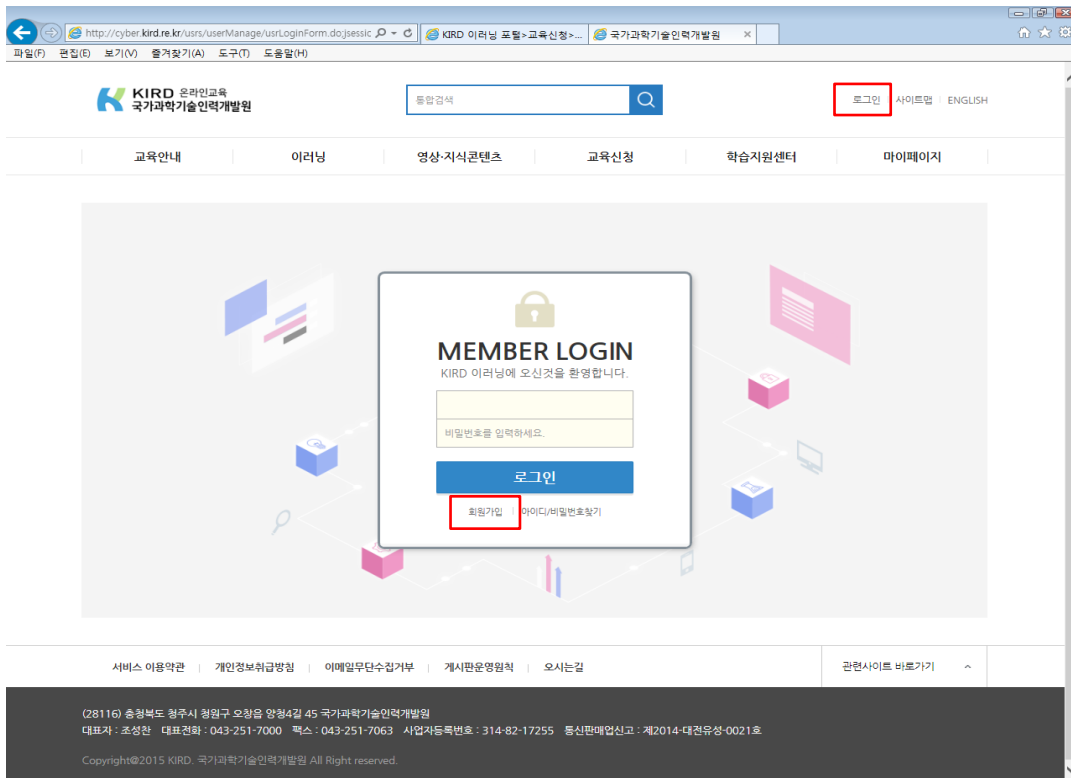 http://cyber.kird.re.kr/usrs/userManage/usrLoginForm.do;jsessic
KIRD 이러닝 포털>교육신청>...
국가과학기술인력개발원
파일(F) 편집(E) 보기(V) 즐겨찾기(A) 도구(T) 도움말(H)
KIRD 온라인교육
국가과학기술인력개발원
통합검색
로그인 사이트맵 ENGLISH
교육안내 이러닝 영상·지식콘텐츠 교육신청 학습지원센터 마이페이지
MEMBER LOGIN
KIRD 이러닝에 오신것을 환영합니다.
비밀번호를 입력하세요.
로그인
회원가입 아이디/비밀번호찾기
서비스 이용약관 개인정보취급방침 이메일무단수집거부 게시판운영원칙 오시는길 관련사이트 바로가기
(28116) 충청북도 청주시 청원구 오창읍 양청4길 45 국가과학기술인력개발원
대표자 : 조성찬 대표전화 : 043-251-7000 팩스 : 043-251-7063 사업자등록번호 : 314-82-17255 통신판매업신고 : 제2014-대전유성-0021호
Copyright@2015 KIRD. 국가과학기술인력개발원 All Right reserved.